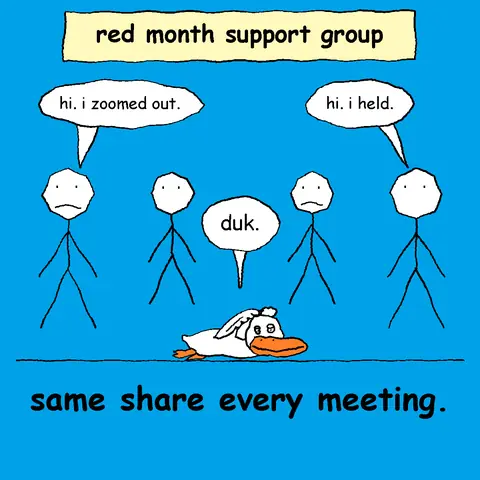 red month support group
hi. i zoomed out.
hi. i held.
duk.
same share every meeting.